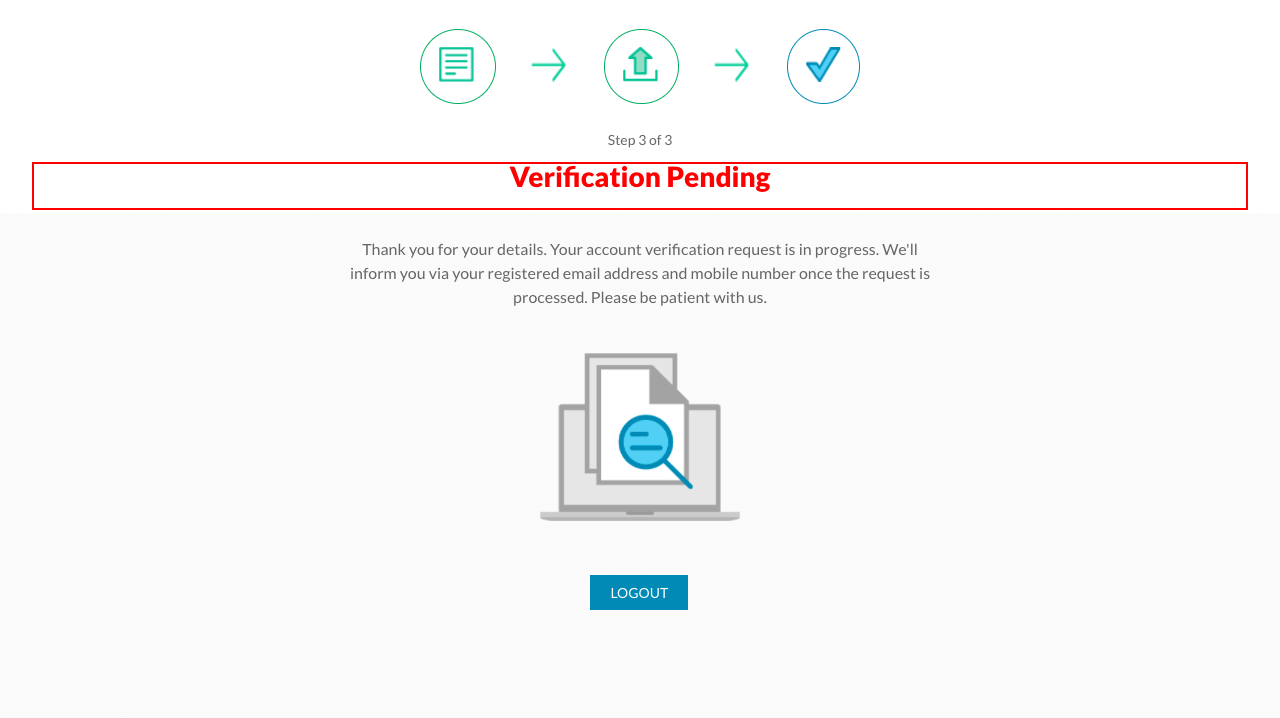 Step 3 of 3
Verification Pending
Thank you for your details. Your account verification request is in progress. We'll
inform you via your registered email address and mobile number once the request is
processed. Please be patient with us.
LOGOUT